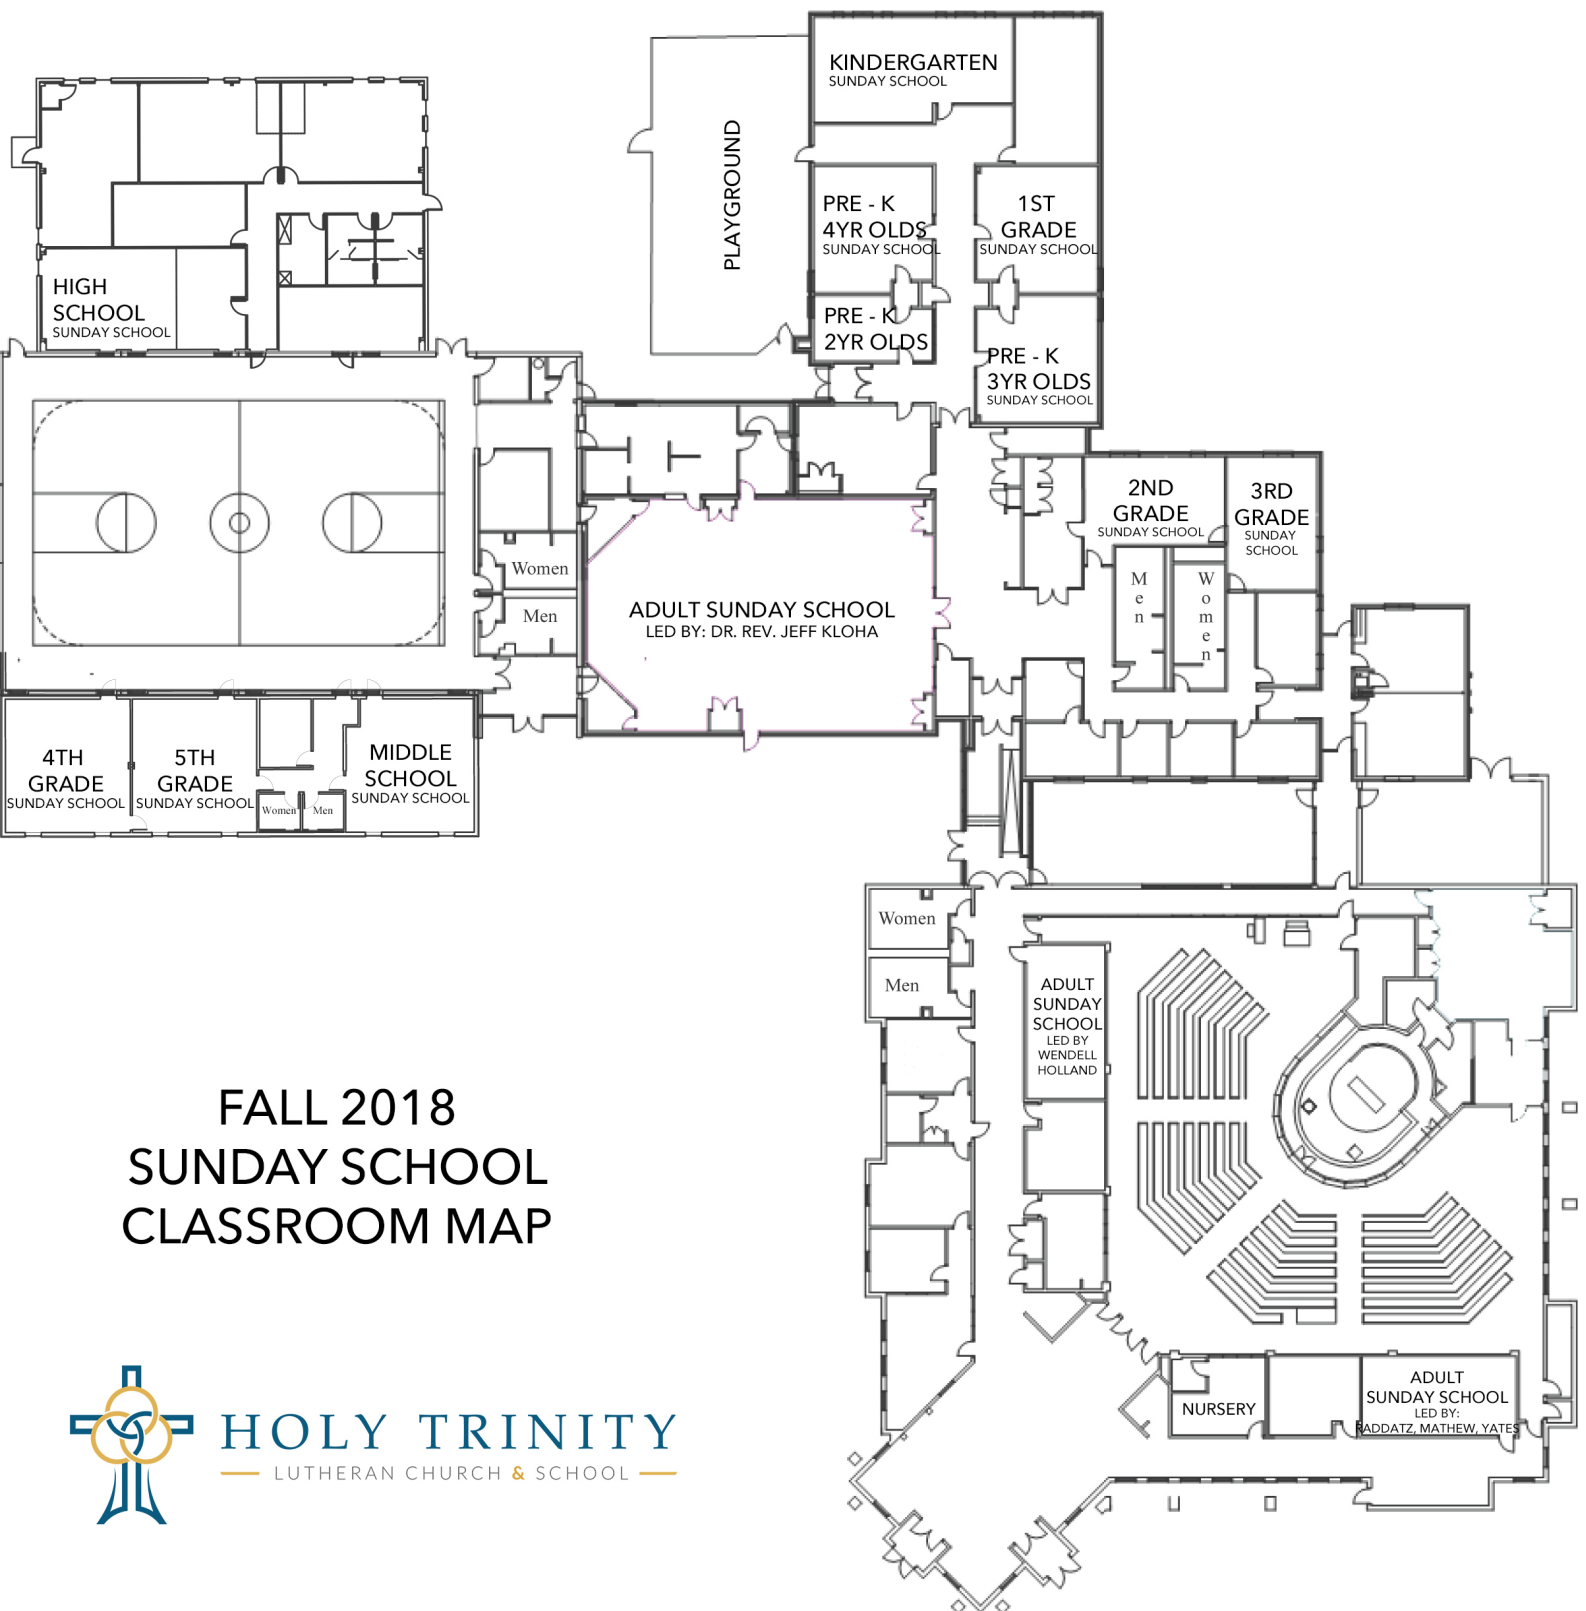 KINDERGARTEN
SUNDAY SCHOOL
PLAYGROUND
PRE - K
4YR OLDS
SUNDAY SCHOOL
1ST
GRADE
SUNDAY SCHOOL
HIGH
SCHOOL
SUNDAY SCHOOL
PRE - K
2YR OLDS
PRE - K
3YR OLDS
SUNDAY SCHOOL
2ND
GRADE
SUNDAY SCHOOL
3RD
GRADE
SUNDAY
SCHOOL
Women
Men
Men
Women
ADULT SUNDAY SCHOOL
LED BY: DR. REV. JEFF KLOHA
4TH
GRADE
SUNDAY SCHOOL
5TH
GRADE
SUNDAY SCHOOL
Women
Men
MIDDLE
SCHOOL
SUNDAY SCHOOL
Women
Men
ADULT
SUNDAY
SCHOOL
LED BY
WENDELL
HOLLAND
FALL 2018
SUNDAY SCHOOL
CLASSROOM MAP
NURSERY
ADULT
SUNDAY SCHOOL
LED BY:
RADDATZ, MATHEW, YATES
HOLY TRINITY
LUTHERAN CHURCH & SCHOOL